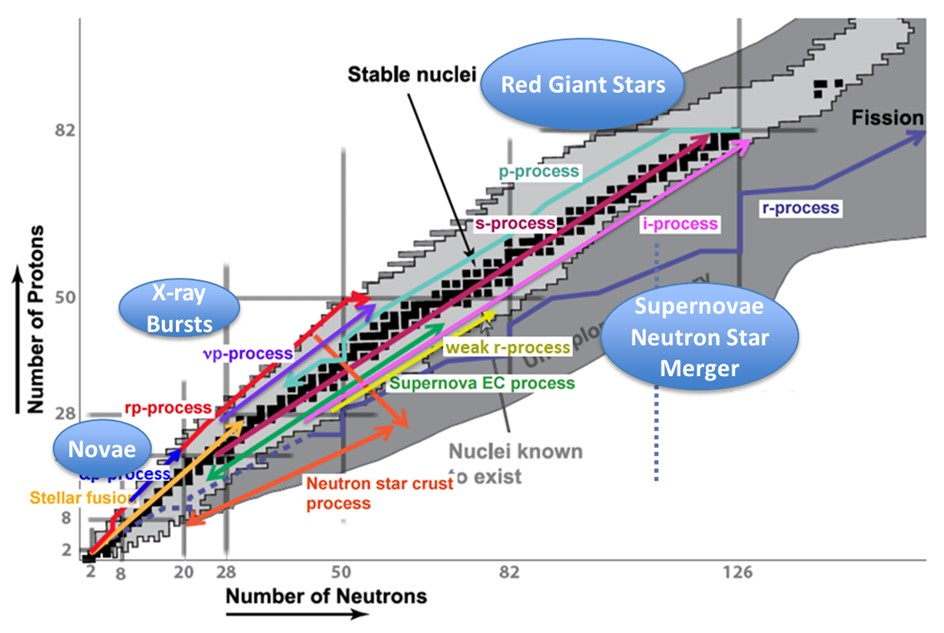 Stable nuclei
Red Giant Stars
82
Fission
p-process
r-process
s-process
i-process
X-ray
Bursts
50
Supernovae
Neutron Star
Merger
νp-process
weak r-process
Supernova EC process
rp-process
28
Novae
αp-process
Nuclei known
to exist
Stellar fusion
Neutron star crust
process
8
2
2
8
20
28
50
82
126
Number of Neutrons
Number of Protons